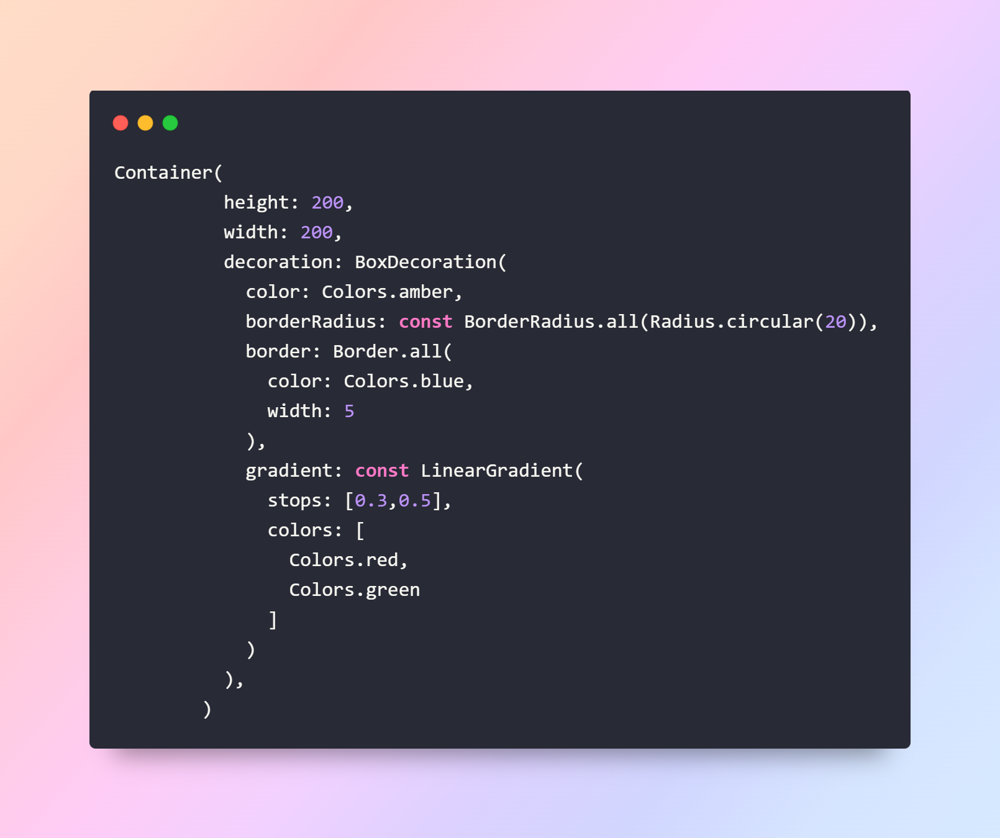 Container(
          height: 200,
          width: 200,
          decoration: BoxDecoration(
            color: Colors.amber,
            borderRadius: const BorderRadius.all(Radius.circular(20)),
            border: Border.all(
              color: Colors.blue,
              width: 5
            ),
            gradient: const LinearGradient(
              stops: [0.3,0.5],
              colors: [
                Colors.red,
                Colors.green
              ]
            )
          ),
        )